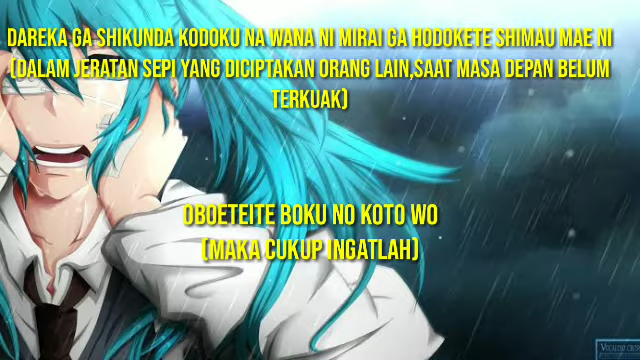 DAREKA GA SHIKUNDA KODOKU NA WANA NI MIRAI GA HODOKETE SHIMAU MAE NI
(DALAM JERATAN SEPI YANG DICIPTAKAN ORANG LAIN,SAAT MASA DEPAN BELUM
TERKUAK)
OBOETEITE BOKU NO KOTO WO
(MAKA CUKUP INGATLAH)